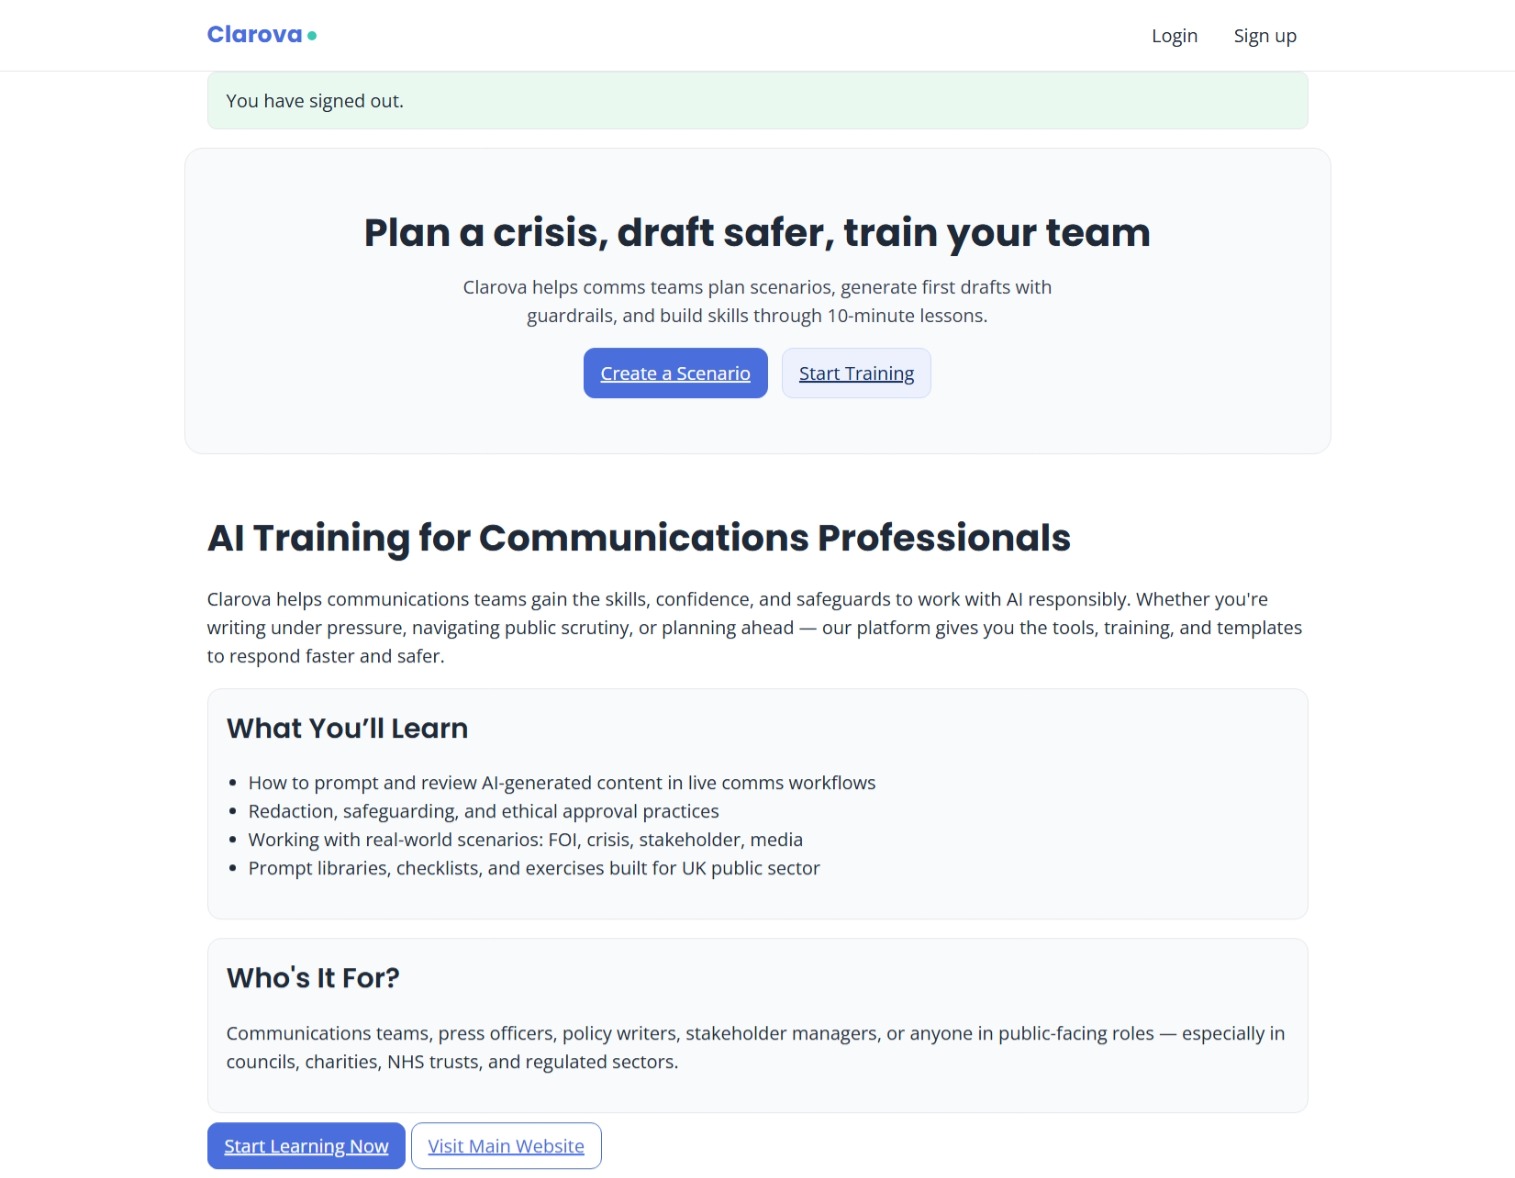 Clarova
Login
Sign up
You have signed out.
Plan a crisis, draft safer, train your team
Clarova helps comms teams plan scenarios, generate first drafts with
guardrails, and build skills through 10-minute lessons.
Create a Scenario
Start Training
AI Training for Communications Professionals
Clarova helps communications teams gain the skills, confidence, and safeguards to work with AI responsibly. Whether you're
writing under pressure, navigating public scrutiny, or planning ahead — our platform gives you the tools, training, and templates
to respond faster and safer.
What You’ll Learn
• How to prompt and review AI-generated content in live comms workflows
• Redaction, safeguarding, and ethical approval practices
• Working with real-world scenarios: FOI, crisis, stakeholder, media
• Prompt libraries, checklists, and exercises built for UK public sector
Who's It For?
Communications teams, press officers, policy writers, stakeholder managers, or anyone in public-facing roles — especially in
councils, charities, NHS trusts, and regulated sectors.
Start Learning Now
Visit Main Website